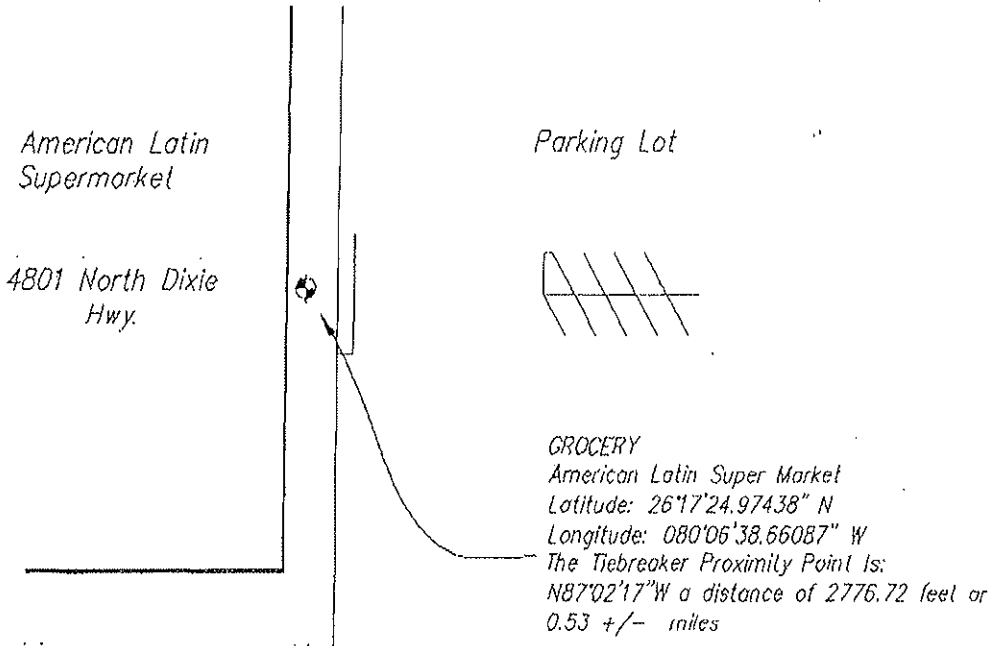 American Latin
Supermarket
Parking Lot
4801 North Dixie
Hwy.
GROCERY
American Latin Super Market
Latitude: 26°17'24.97438" N
Longitude: 080°06'38.66087" W
The Tiebreaker Proximity Point Is:
N87°02'17"W a distance of 2776.72 feet or
0.53 +/- miles